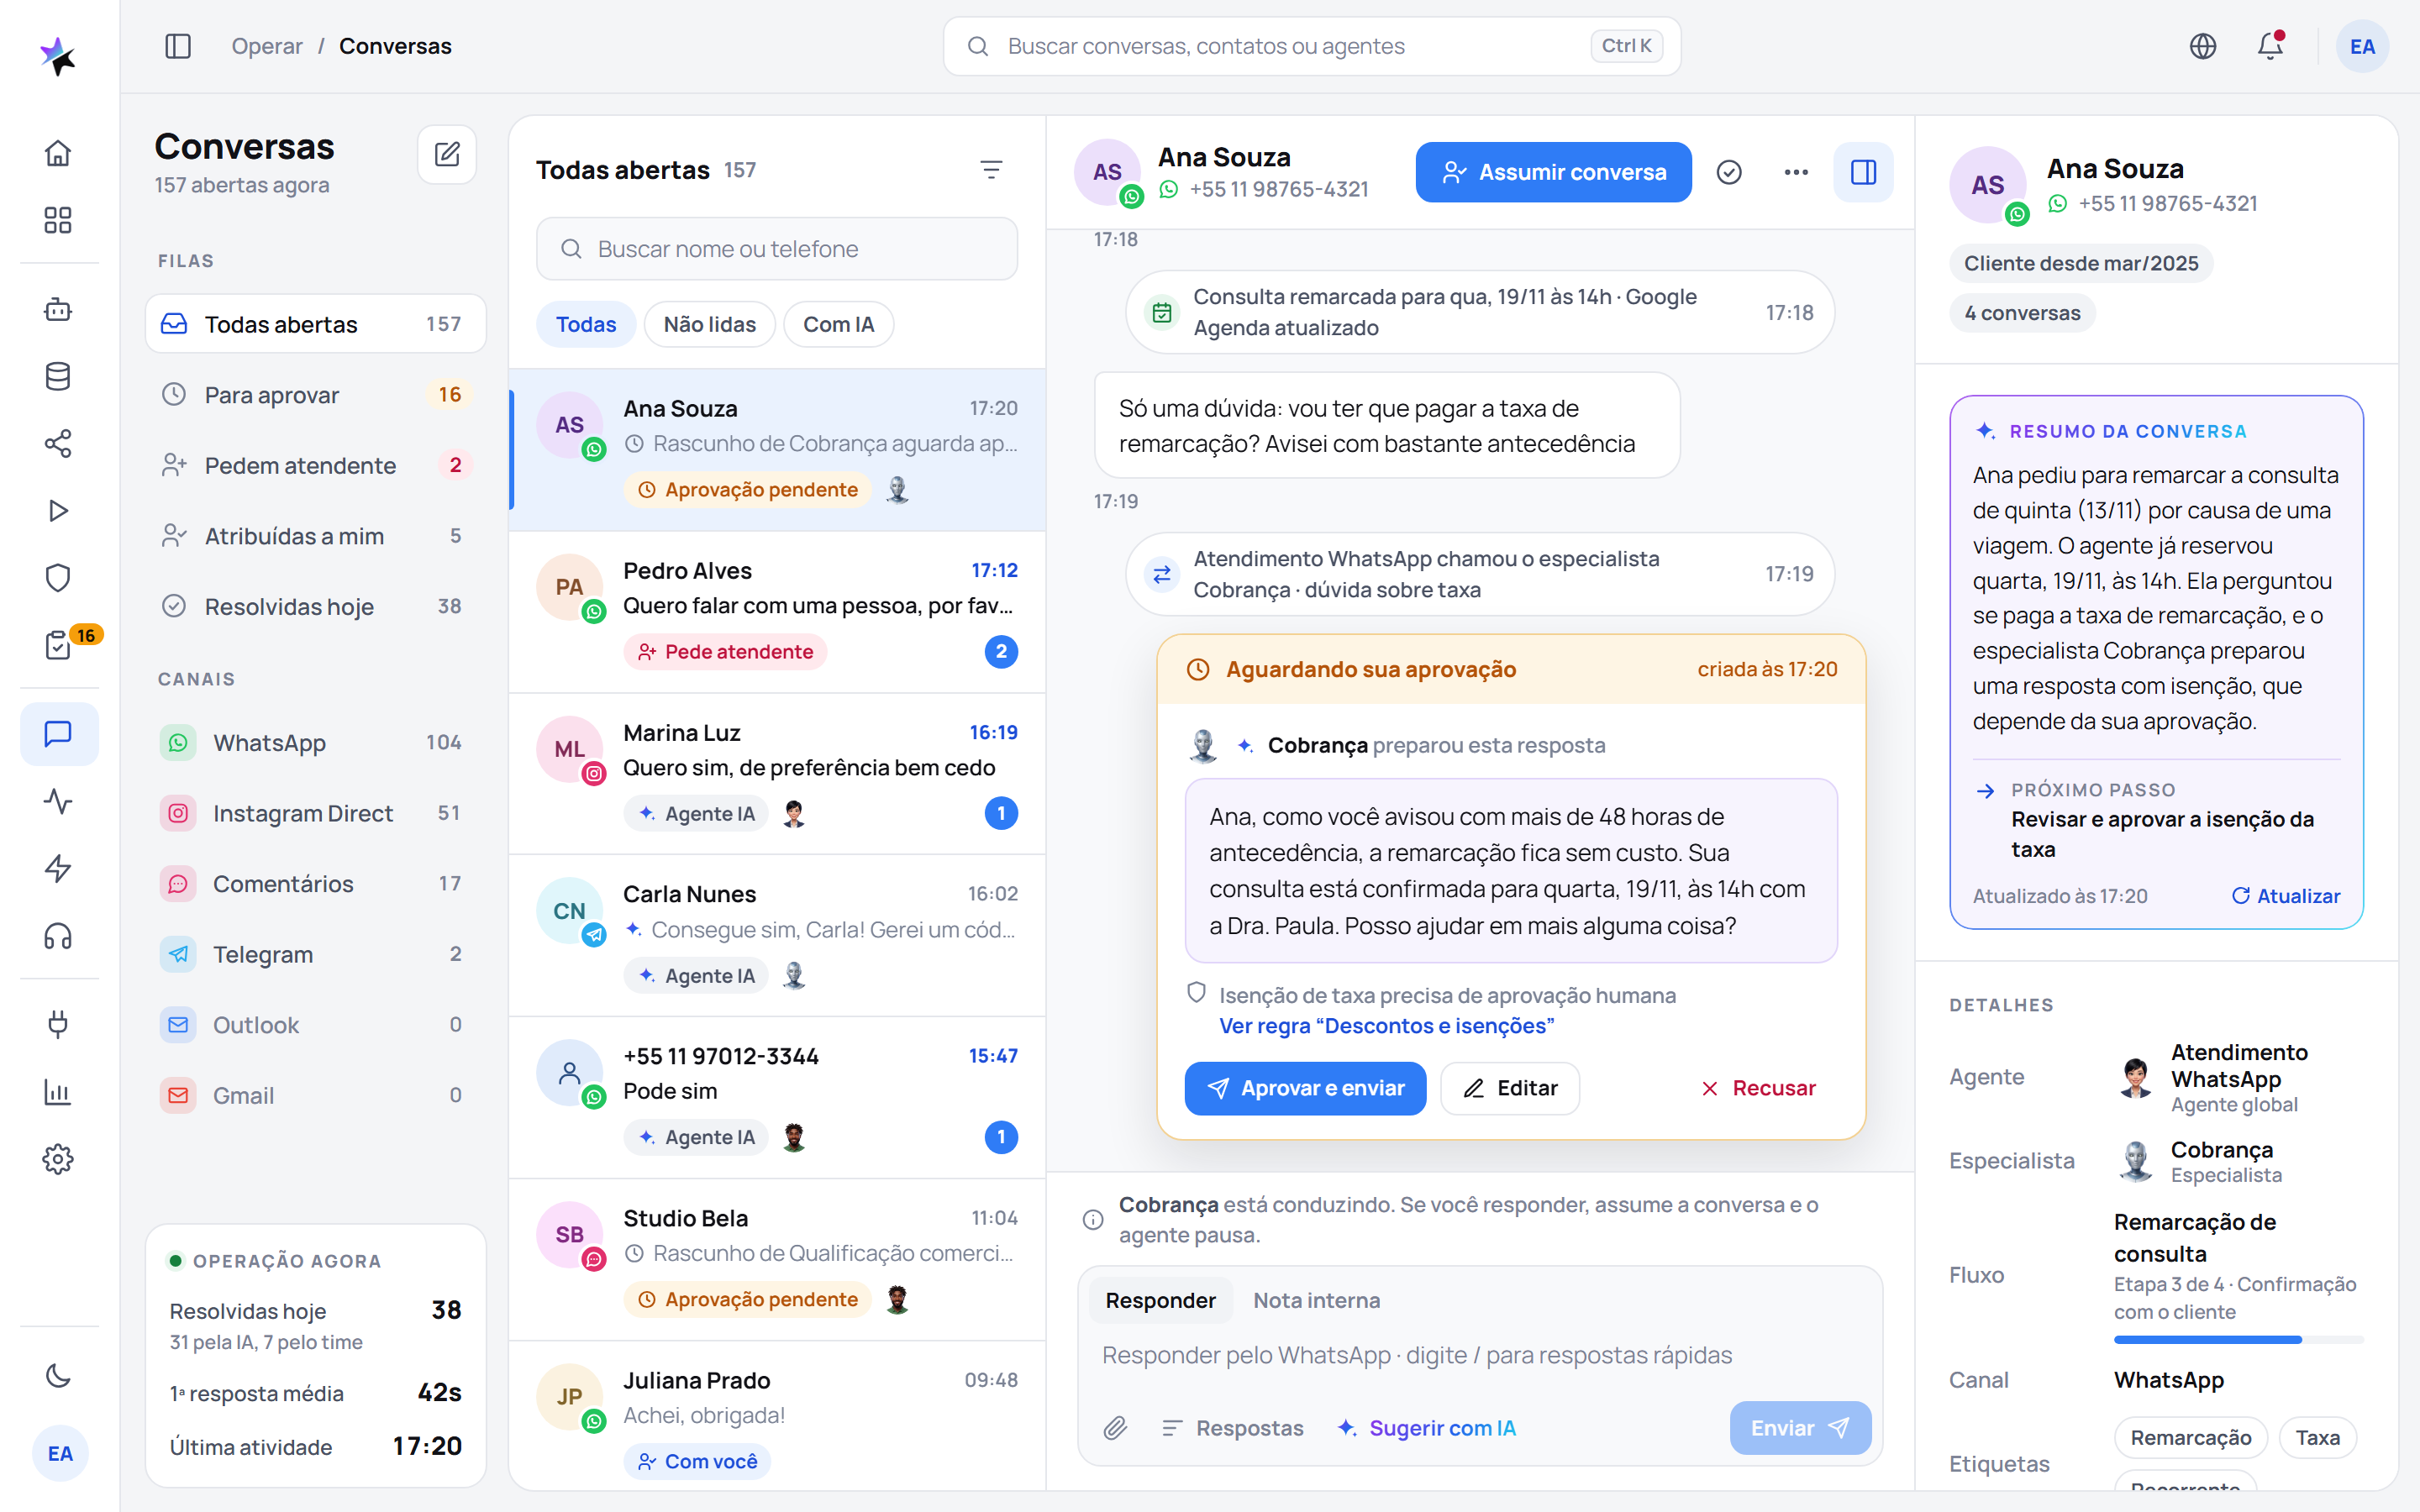 Operar / Conversas
Buscar conversas, contatos ou agentes
Ctrl K
EA
16
EA
Conversas
157 abertas agora
FILAS
Todas abertas 157
Para aprovar 16
Pedem atendente 2
Atribuídas a mim 5
Resolvidas hoje 38
CANAIS
WhatsApp 104
Instagram Direct 51
Comentários 17
Telegram 2
Outlook 0
Gmail 0
OPERAÇÃO AGORA
Resolvidas hoje 38
31 pela IA, 7 pelo time
1ª resposta média 42s
Última atividade 17:20
Todas abertas 157
Buscar nome ou telefone
Todas Não lidas Com IA
AS
Ana Souza 17:20
Rascunho de Cobrança aguarda ap...
Aprovação pendente
PA
Pedro Alves 17:12
Quero falar com uma pessoa, por fav...
Pede atendente 2
ML
Marina Luz 16:19
Quero sim, de preferência bem cedo
Agente IA 1
CN
Carla Nunes 16:02
Consegue sim, Carla! Gerei um cód...
Agente IA
+55 11 97012-3344 15:47
Pode sim
Agente IA 1
SB
Studio Bela 11:04
Rascunho de Qualificação comerci...
Aprovação pendente
JP
Juliana Prado 09:48
Achei, obrigada!
Com você
AS
Ana Souza
+55 11 98765-4321
Assumir conversa
17:18
Consulta remarcada para qua, 19/11 às 14h · Google
Agenda atualizado
17:18
Só uma dúvida: vou ter que pagar a taxa de
remarcação? Avisei com bastante antecedência
17:19
Atendimento WhatsApp chamou o especialista
Cobrança · dúvida sobre taxa
17:19
Aguardando sua aprovação criada às 17:20
Cobrança preparou esta resposta
Ana, como você avisou com mais de 48 horas de
antecedência, a remarcação fica sem custo. Sua
consulta está confirmada para quarta, 19/11, às 14h com
a Dra. Paula. Posso ajudar em mais alguma coisa?
Isenção de taxa precisa de aprovação humana
Ver regra “Descontos e isenções”
Aprovar e enviar Editar Recusar
Cobrança está conduzindo. Se você responder, assume a conversa e o
agente pausa.
Responder Nota interna
Responder pelo WhatsApp · digite / para respostas rápidas
Respostas Sugerir com IA Enviar
AS
Ana Souza
+55 11 98765-4321
Cliente desde mar/2025
4 conversas
RESUMO DA CONVERSA
Ana pediu para remarcar a consulta
de quinta (13/11) por causa de uma
viagem. O agente já reservou
quarta, 19/11, às 14h. Ela perguntou
se paga a taxa de remarcação, e o
especialista Cobrança preparou
uma resposta com isenção, que
depende da sua aprovação.
PRÓXIMO PASSO
Revisar e aprovar a isenção da
taxa
Atualizado às 17:20 Atualizar
DETALHES
Agente
Atendimento
WhatsApp
Agente global
Especialista
Cobrança
Especialista
Fluxo
Remarcação de
consulta
Etapa 3 de 4 · Confirmação
com o cliente
Canal WhatsApp
Etiquetas
Remarcação Taxa